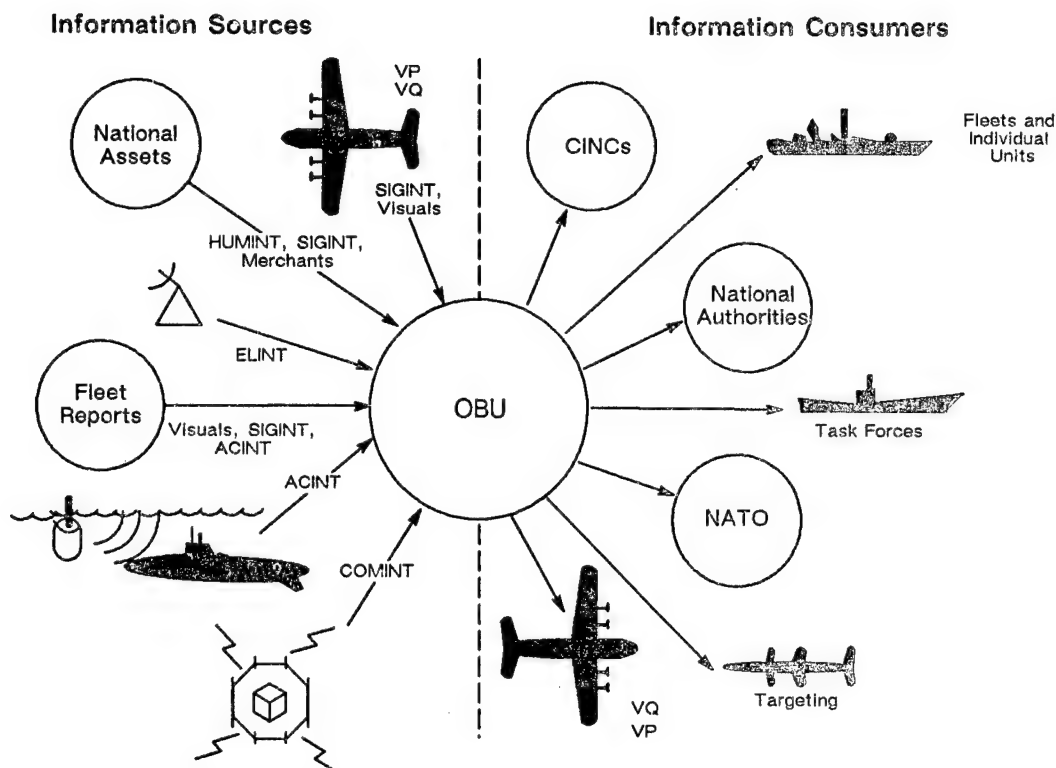 Information Sources
Information Consumers
VP
VQ
National
Assets
CINCs
Fleets and
Individual
Units
SIGINT,
Visuals
HUMINT, SIGINT,
Merchants
National
Authorities
ELINT
Fleet
Reports
OBU
Visuals, SIGINT,
ACINT
Task Forces
ACINT
NATO
COMINT
VQ
VP
Targeting